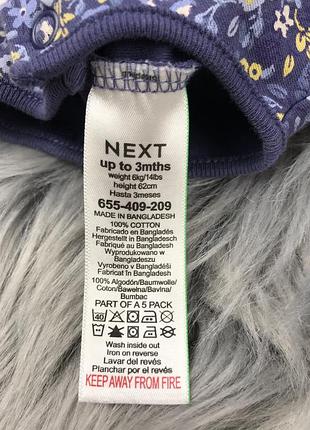 NEXT
up to 3mths
weight 6kg/14lbs
height 62cm
Hasta 3meses
655-409-209
MADE IN BANGLADESH
100% COTTON
Fabricado en Bangladés
Hergestellt in Bangladesch
Fabriqué au Bangladesh
Wyprodukowano w
Bangladeszu
Vyrobeno v Bangladéši
Fabricat în Bangladesh
100% Algodón/Baumwolle/
Coton/Bawełna/Bavlna/
Bumbac
PART OF A 5 PACK
40
Wash inside out
Iron on reverse
Lavar del revés
Planchar por el revés
KEEP AWAY FROM FIRE